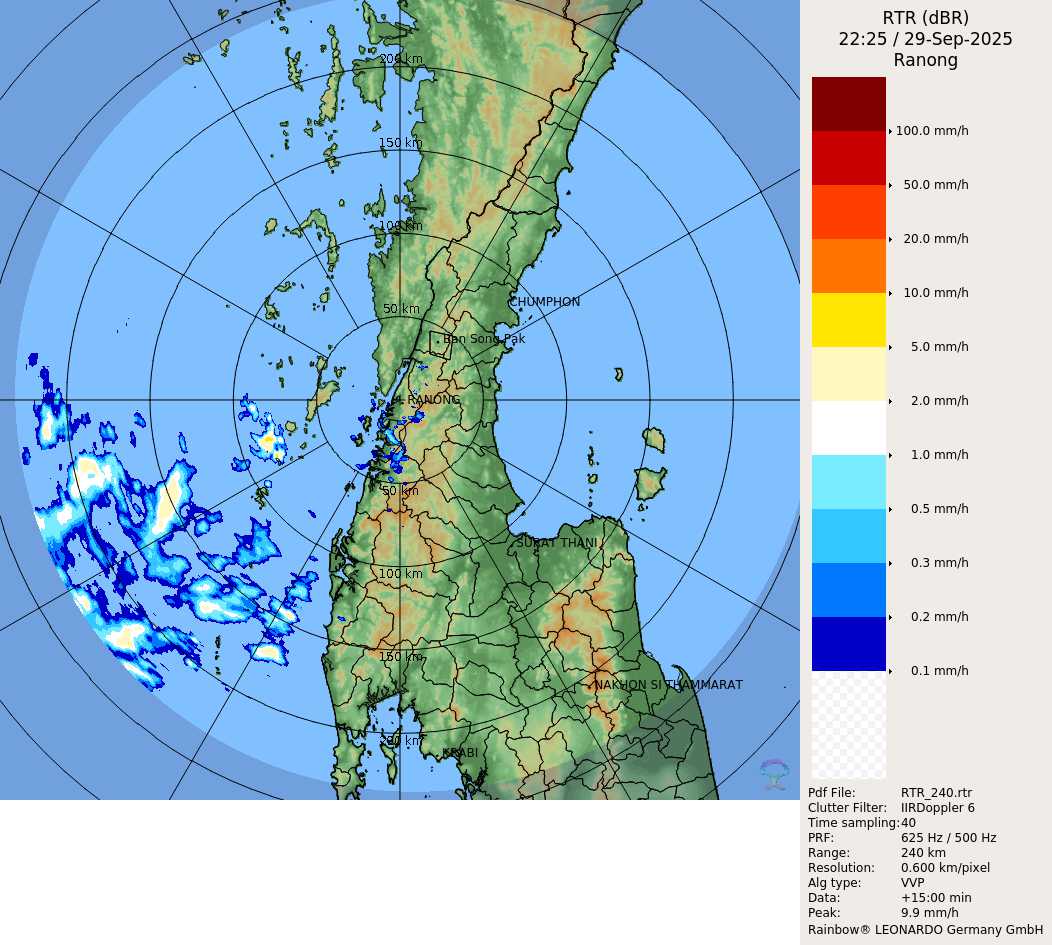 RTR (dBR)
22:25 / 29-Sep-2025
Ranong
200 km
150 km
100 km
50 km
CHUMPHON
Ban Song Pak
RANONG
50 km
SURAT THANI
100 km
150 km
NAKHON SI THAMMARAT
200 km
KRABI
100.0 mm/h
50.0 mm/h
20.0 mm/h
10.0 mm/h
5.0 mm/h
2.0 mm/h
1.0 mm/h
0.5 mm/h
0.3 mm/h
0.2 mm/h
0.1 mm/h
Pdf File: RTR_240.rtr
Clutter Filter: IIRDoppler 6
Time sampling:40
PRF: 625 Hz / 500 Hz
Range: 240 km
Resolution: 0.600 km/pixel
Alg type: VVP
Data: +15:00 min
Peak: 9.9 mm/h
Rainbow® LEONARDO Germany GmbH